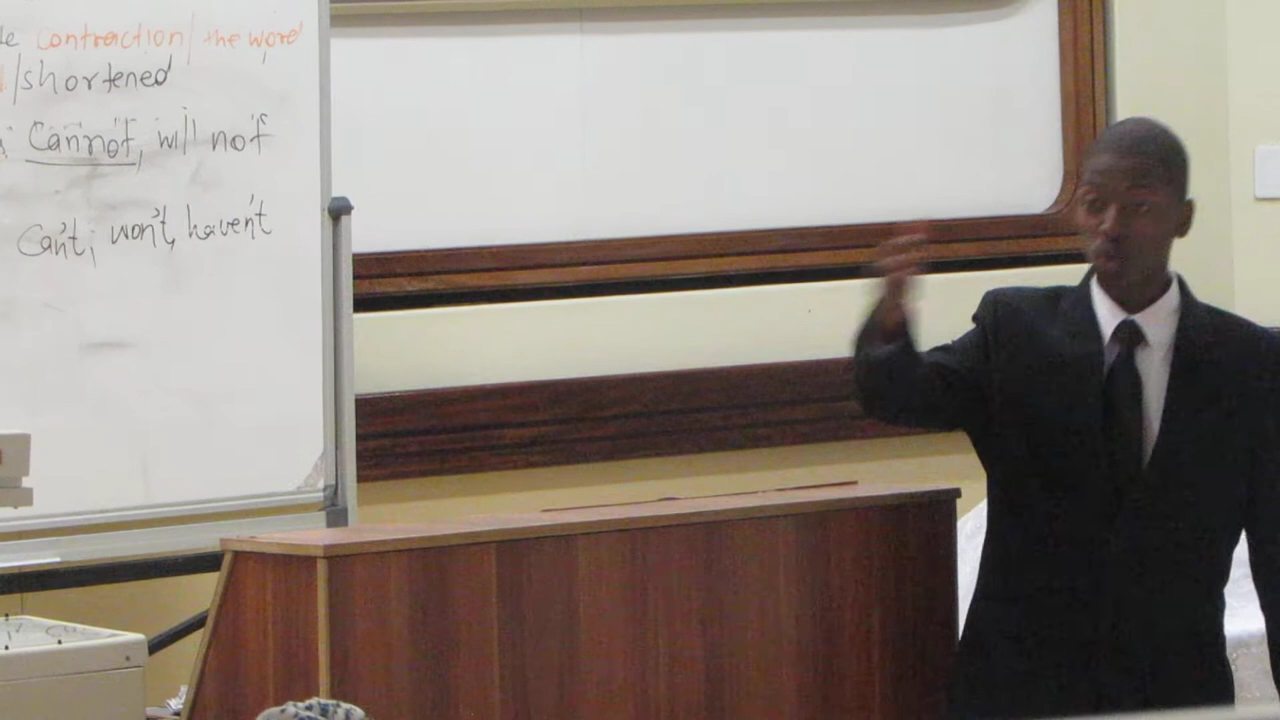 contraction/ the word
/shortened
Cannot, will not
Can't; won't, haven't